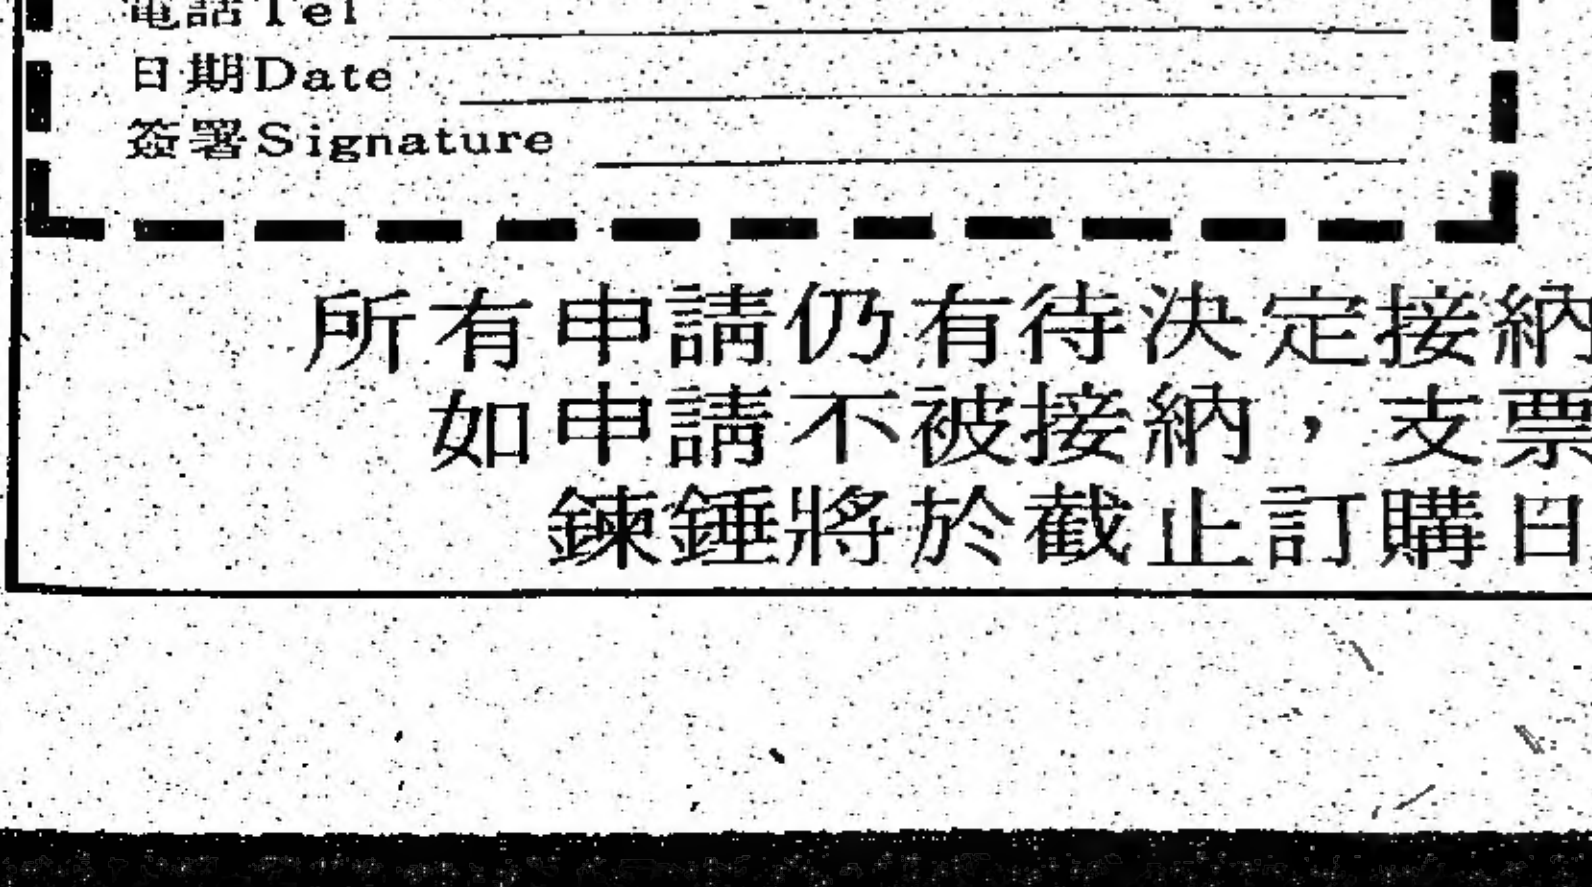 電話Tel
日期Date
簽署Signature
所有申請仍有待決定接納
如申請不被接納，支票
鍊錘將於截止訂購日